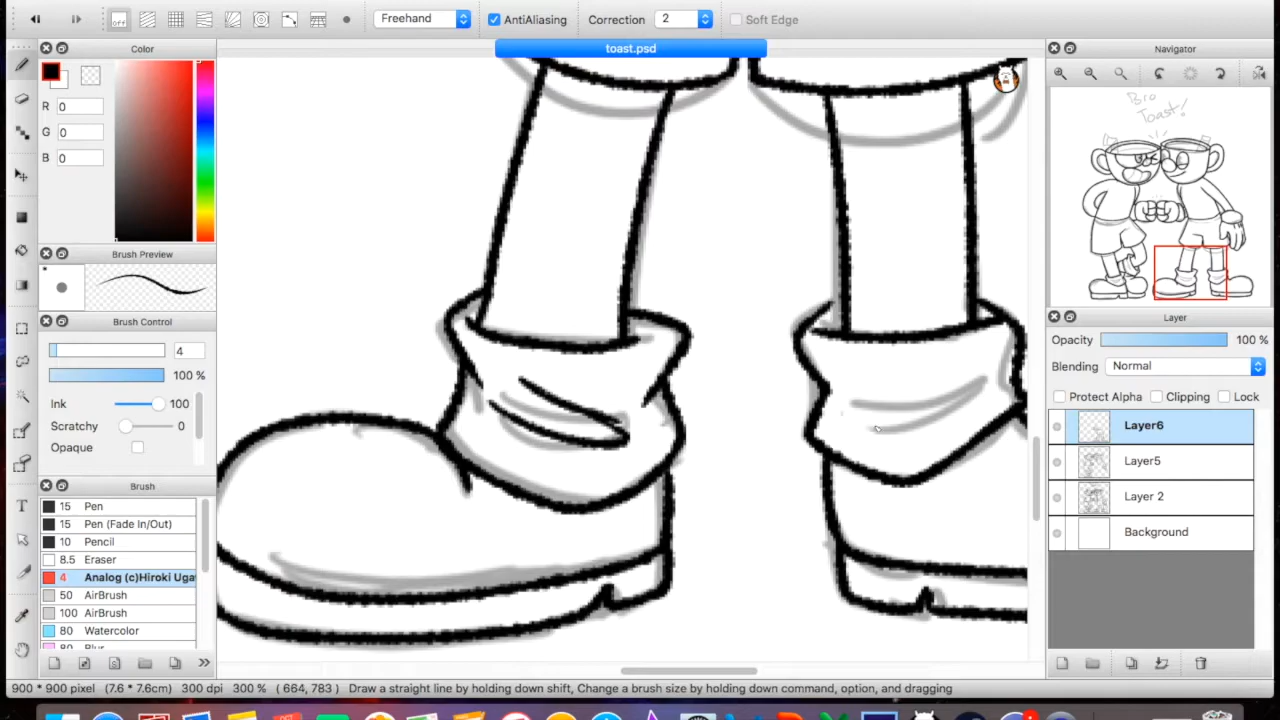 off
Freehand
AntiAliasing
Correction 2
Soft Edge
Color
toast.psd
Navigator
R 0
G 0
B 0
Bro
Toast!
Brush Preview
Brush Control
4
100 %
Ink 100
Scratchy 0
Opaque
Layer
Opacity 100 %
Blending Normal
Protect Alpha Clipping Lock
Layer6
Layer5
Layer 2
Background
Brush
15 Pen
15 Pen (Fade In/Out)
10 Pencil
8.5 Eraser
4 Analog (c)Hiroki Uga
50 AirBrush
100 AirBrush
80 Watercolor
80 Blur
T
900 * 900 pixel (7.6 * 7.6cm) 300 dpi 300 % ( 664, 783 ) Draw a straight line by holding down shift, Change a brush size by holding down command, option, and dragging